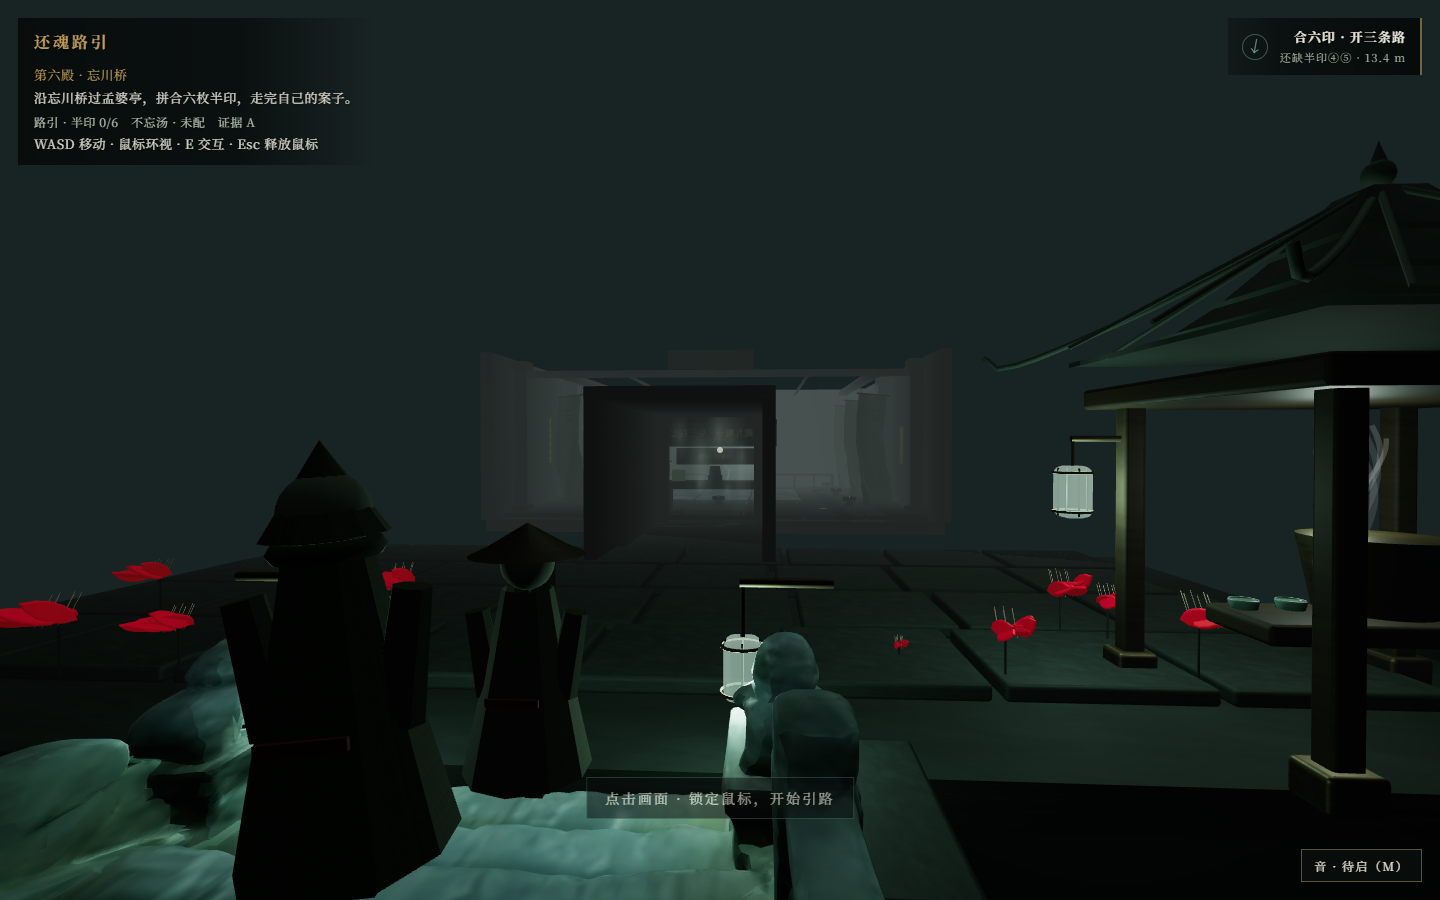 还魂路引
第六殿 · 忘川桥
沿忘川桥过孟婆亭，拼合六枚半印，走完自己的案子。
路引 · 半印 0/6 不忘汤 · 未配 证据 A
WASD 移动 · 鼠标环视 · E 交互 · Esc 释放鼠标
合六印 · 开三条路
还缺半印④⑤ · 13.4 m
点击画面 · 锁定鼠标，开始引路
音 · 待启（M）